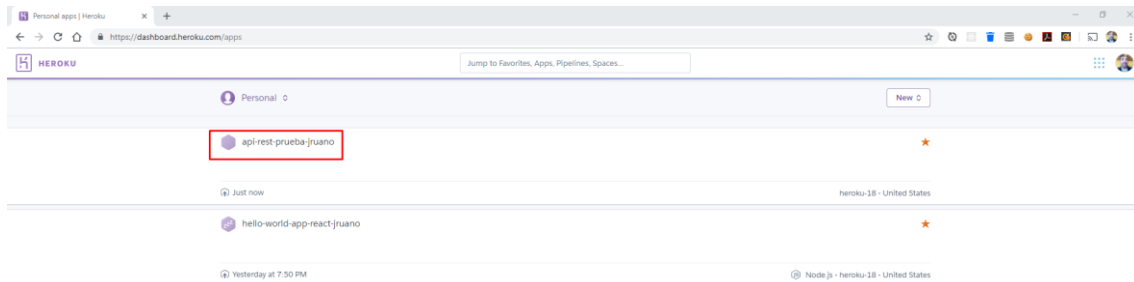 Personal apps | Heroku
https://dashboard.heroku.com/apps
HEROKU
Jump to Favorites, Apps, Pipelines, Spaces...
Personal
New
api-rest-prueba-jruano
Just now
heroku-18 - United States
hello-world-app-react-jruano
Yesterday at 7:50 PM
Node.js - heroku-18 - United States